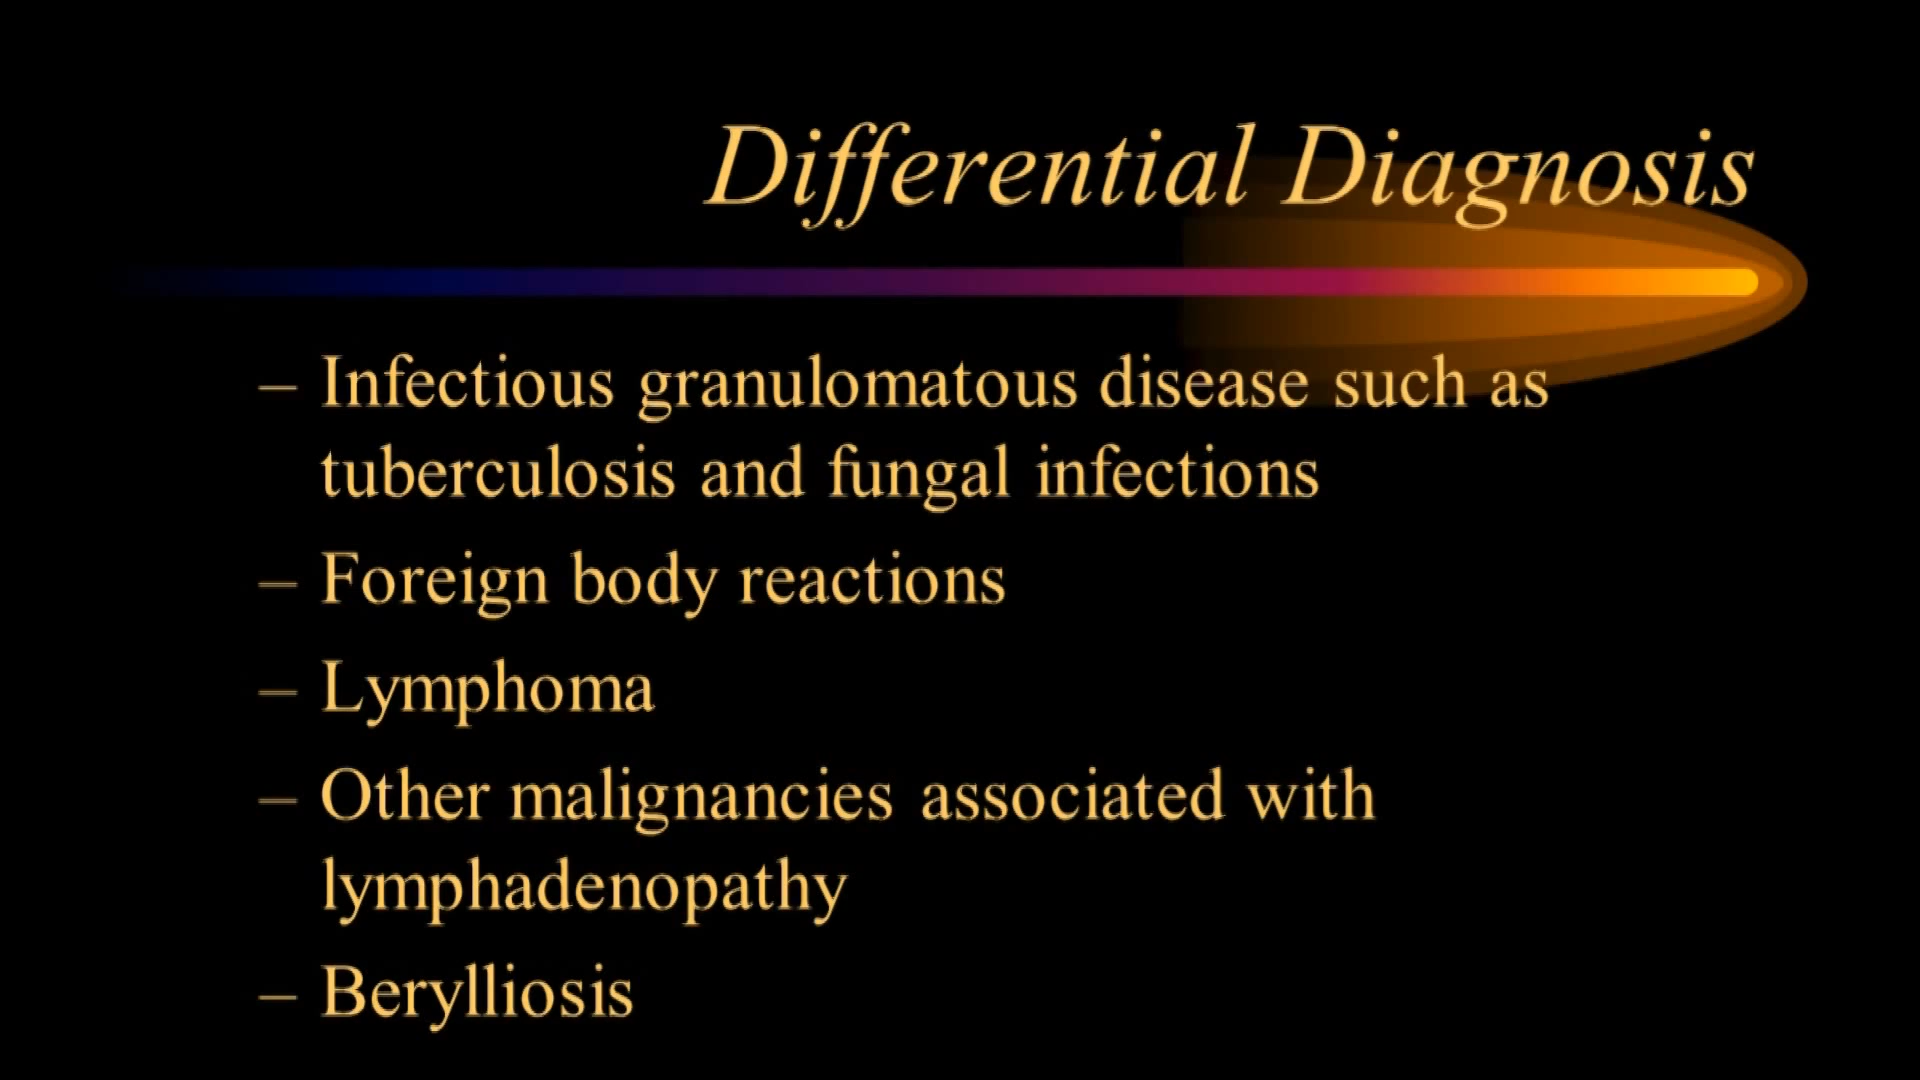 Differential Diagnosis
– Infectious granulomatous disease such as
tuberculosis and fungal infections
– Foreign body reactions
– Lymphoma
– Other malignancies associated with
lymphadenopathy
– Berylliosis